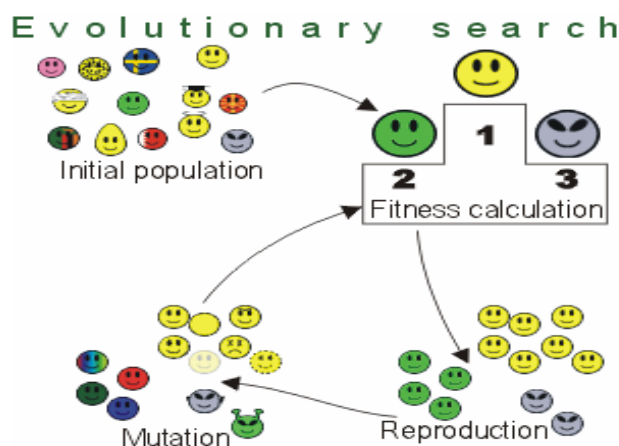 Evolutionary search
1
2 3
Initial population
Fitness calculation
Mutation
Reproduction